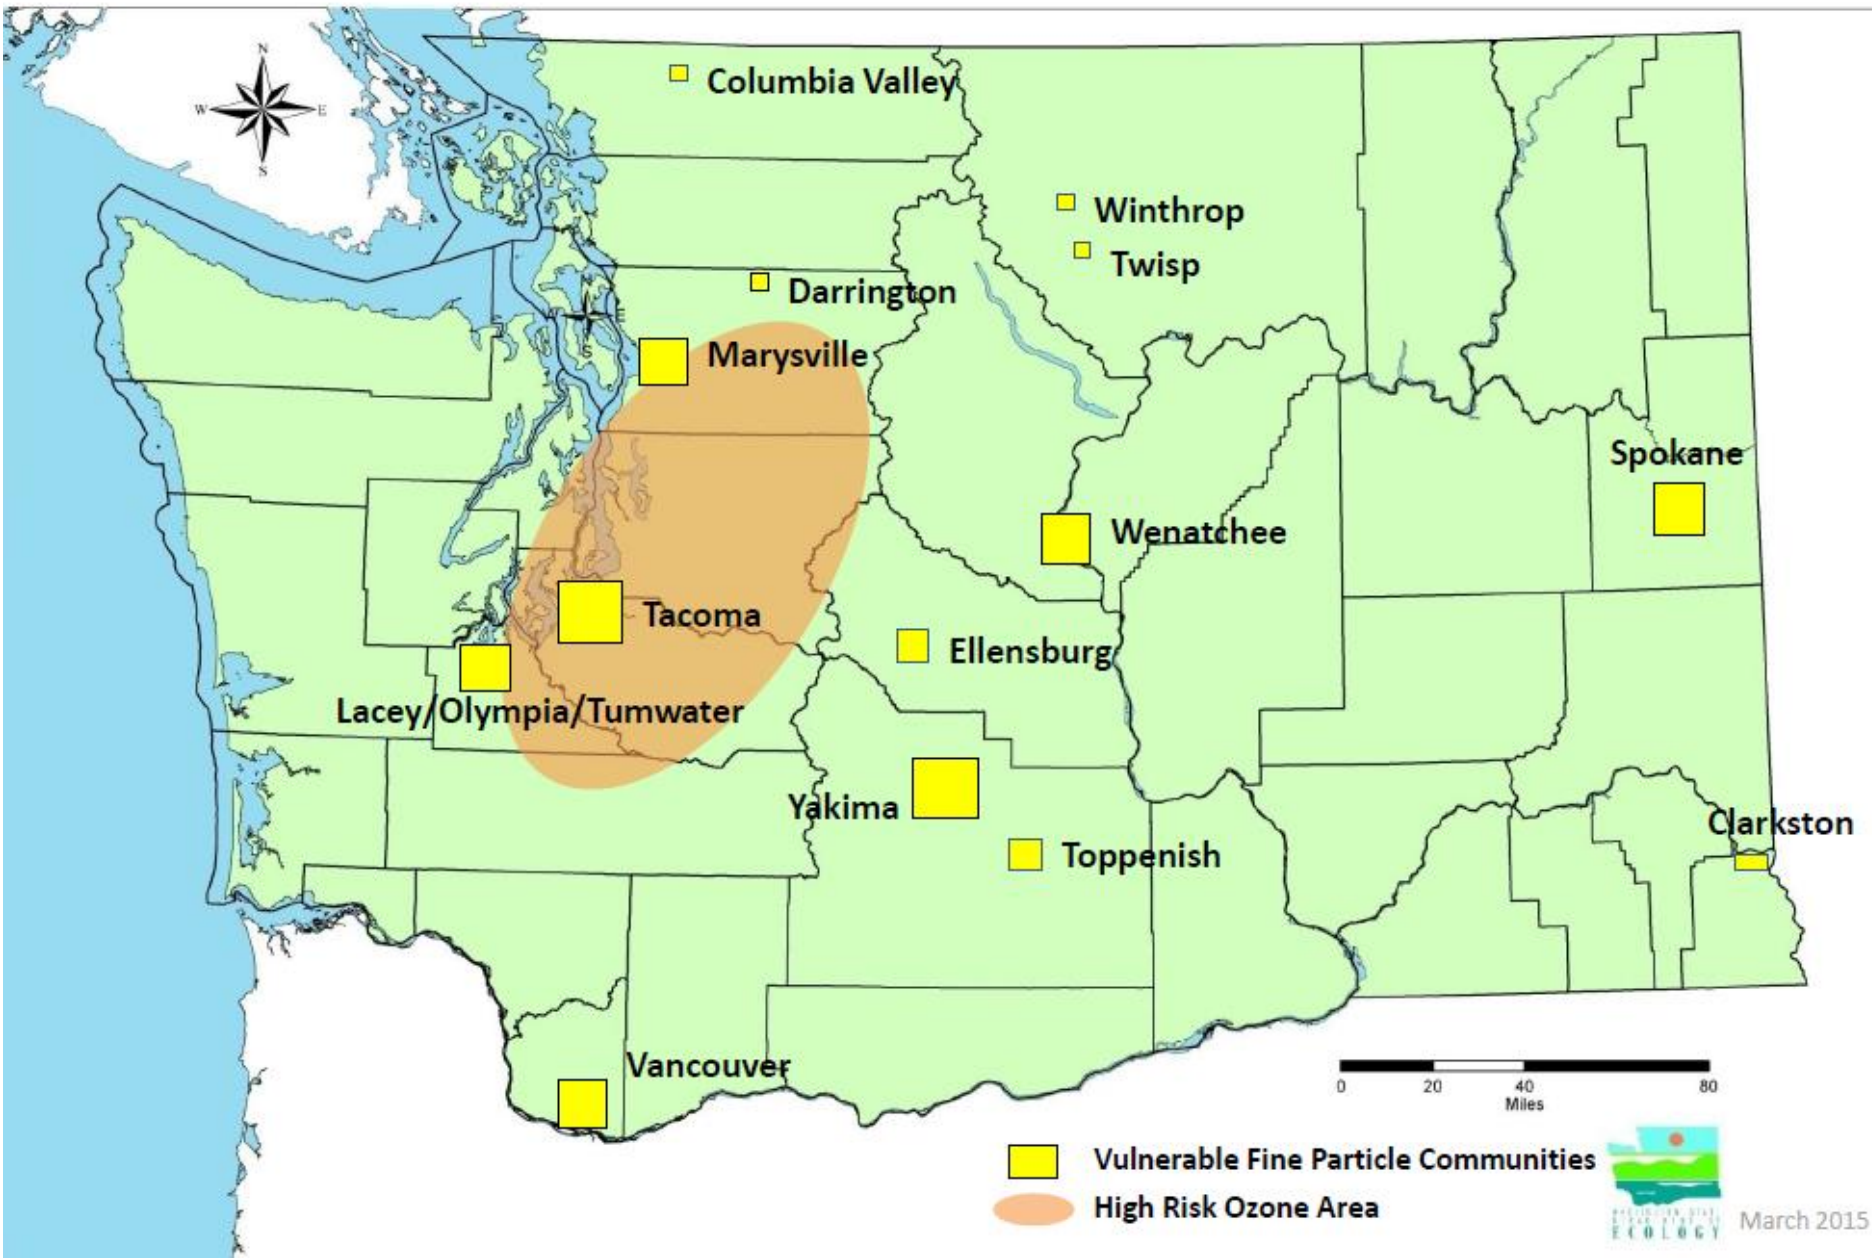 N
W E
S
Columbia Valley
Winthrop
Twisp
Darrington
N
E
S
Marysville
Spokane
Wenatchee
Tacoma
Ellensburg
Lacey/Olympia/Tumwater
Yakima
Clarkston
Toppenish
Vancouver
0 20 40 80
Miles
Vulnerable Fine Particle Communities
High Risk Ozone Area
ECOLOGY
March 2015